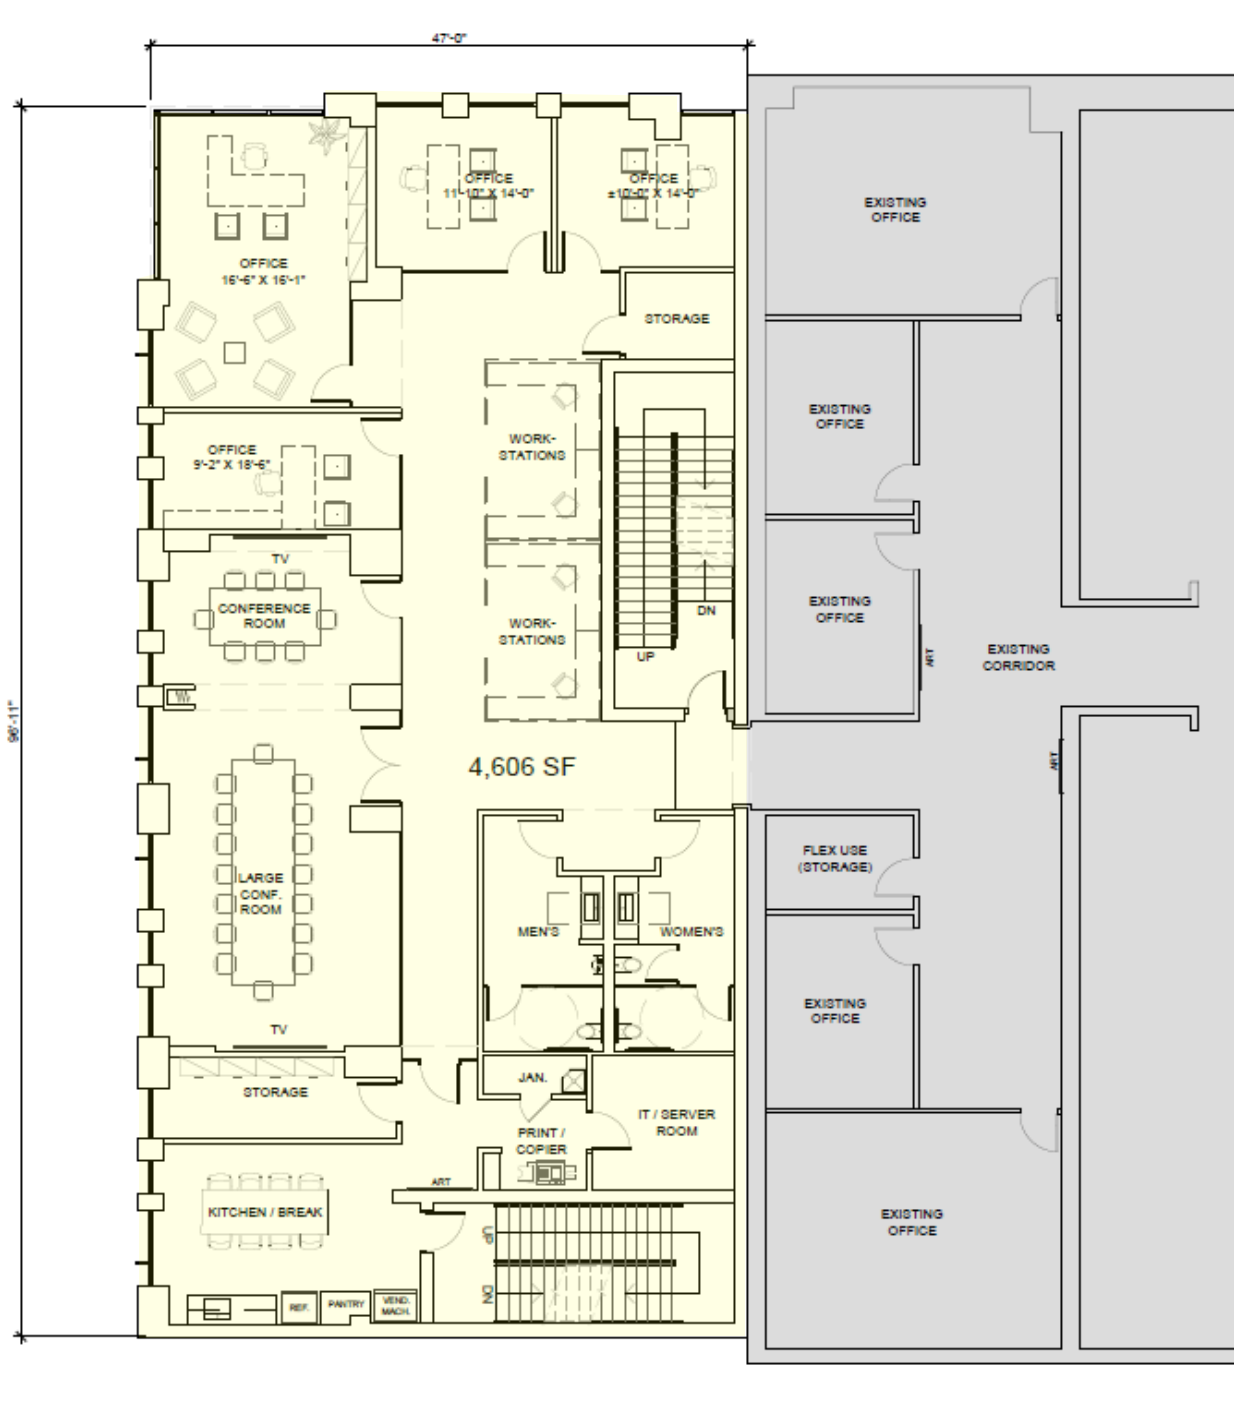 47'-0"
96'-11"
OFFICE
11'-10" X 14'-0"
OFFICE
±10'-0" X 14'-0"
EXISTING
OFFICE
OFFICE
16'-6" X 16'-1"
STORAGE
EXISTING
OFFICE
WORK-
STATIONS
OFFICE
9'-2" X 18'-6"
TV
CONFERENCE
ROOM
WORK-
STATIONS
DN
UP
EXISTING
OFFICE
ART
EXISTING
CORRIDOR
4,606 SF
ART
LARGE
CONF.
ROOM
MEN'S
WOMEN'S
FLEX USE
(STORAGE)
EXISTING
OFFICE
TV
STORAGE
JAN.
IT / SERVER
ROOM
PRINT /
COPIER
ART
KITCHEN / BREAK
UP
DN
EXISTING
OFFICE
REF.
PANTRY
VEND.
MACH.